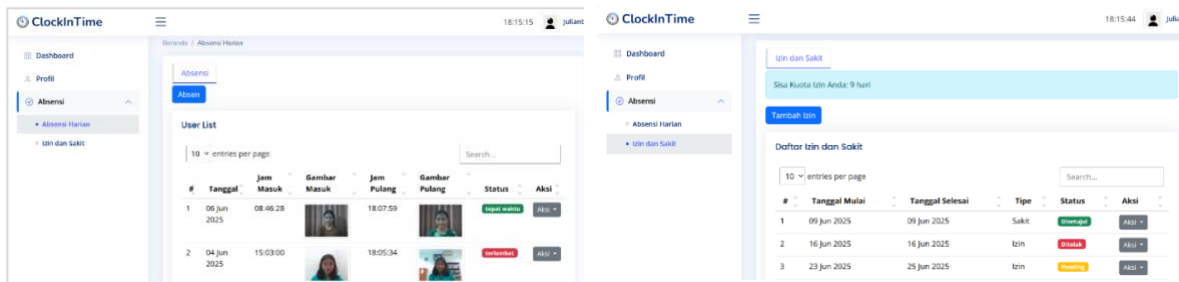 ClockInTime
18:15:15 Juliant
Dashboard
Profil
Absensi
Absensi Harian
Izin dan Sakit
Beranda / Absensi Harian
Absensi
Absen
User List
10 entries per page
Search...
# Tanggal Jam Masuk Gambar Masuk Jam Pulang Gambar Pulang Status Aksi
1 06 Jun 2025 08:46:28 18:07:59 tepat waktu Aksi
2 04 Jun 2025 15:03:00 18:05:34 terlambat Aksi
ClockInTime
18:15:44 Julia
Dashboard
Profil
Absensi
Absensi Harian
Izin dan Sakit
Izin dan Sakit
Sisa Kuota Izin Anda: 9 hari
Tambah Izin
Daftar Izin dan Sakit
10 entries per page
Search...
# Tanggal Mulai Tanggal Selesai Tipe Status Aksi
1 09 Jun 2025 09 Jun 2025 Sakit Disetujui Aksi
2 16 Jun 2025 16 Jun 2025 Izin Ditolak Aksi
3 23 Jun 2025 25 Jun 2025 Izin Pending Aksi